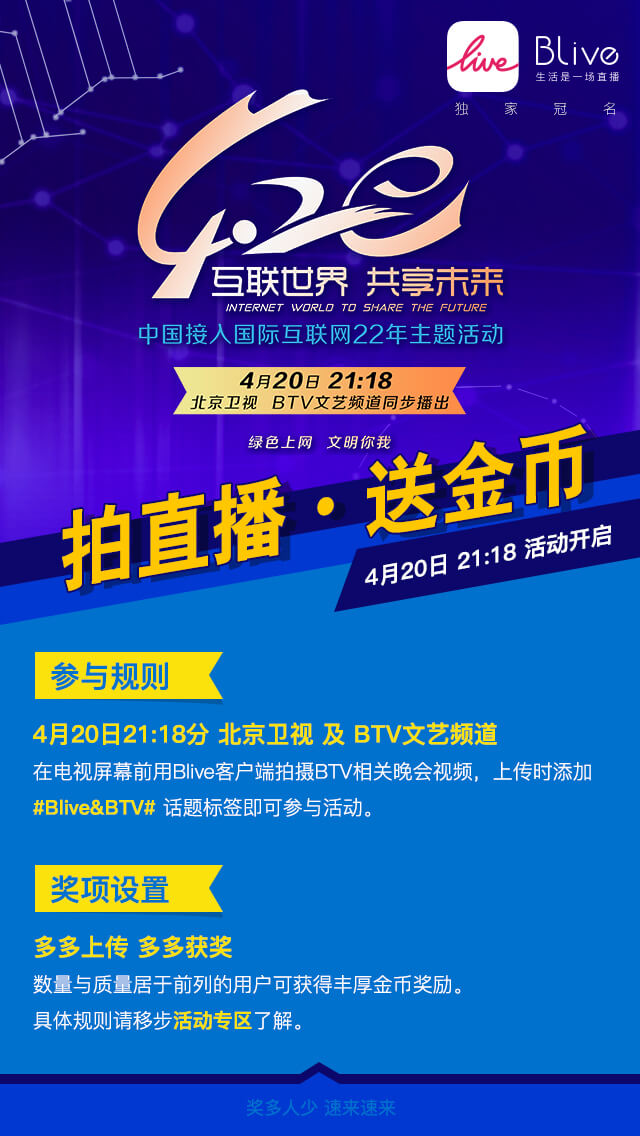 live
BLive
生活是一场直播
独家冠名
4.20
互联世界 共享未来
INTERNET WORLD TO SHARE THE FUTURE
中国接入国际互联网22年主题活动
4月20日 21:18
北京卫视 BTV文艺频道同步播出
绿色上网 文明你我
拍直播·送金币
4月20日 21:18 活动开启
参与规则
4月20日21:18分 北京卫视 及 BTV文艺频道
在电视屏幕前用Blive客户端拍摄BTV相关晚会视频，上传时添加
#Blive&BTV# 话题标签即可参与活动。
奖项设置
多多上传 多多获奖
数量与质量居于前列的用户可获得丰厚金币奖励。
具体规则请移步活动专区了解。
奖多人少 速来速来